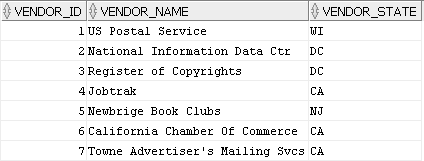 VENDOR_ID VENDOR_NAME VENDOR_STATE
1 US Postal Service WI
2 National Information Data Ctr DC
3 Register of Copyrights DC
4 Jobtrak CA
5 Newbrige Book Clubs NJ
6 California Chamber Of Commerce CA
7 Towne Advertiser's Mailing Svcs CA